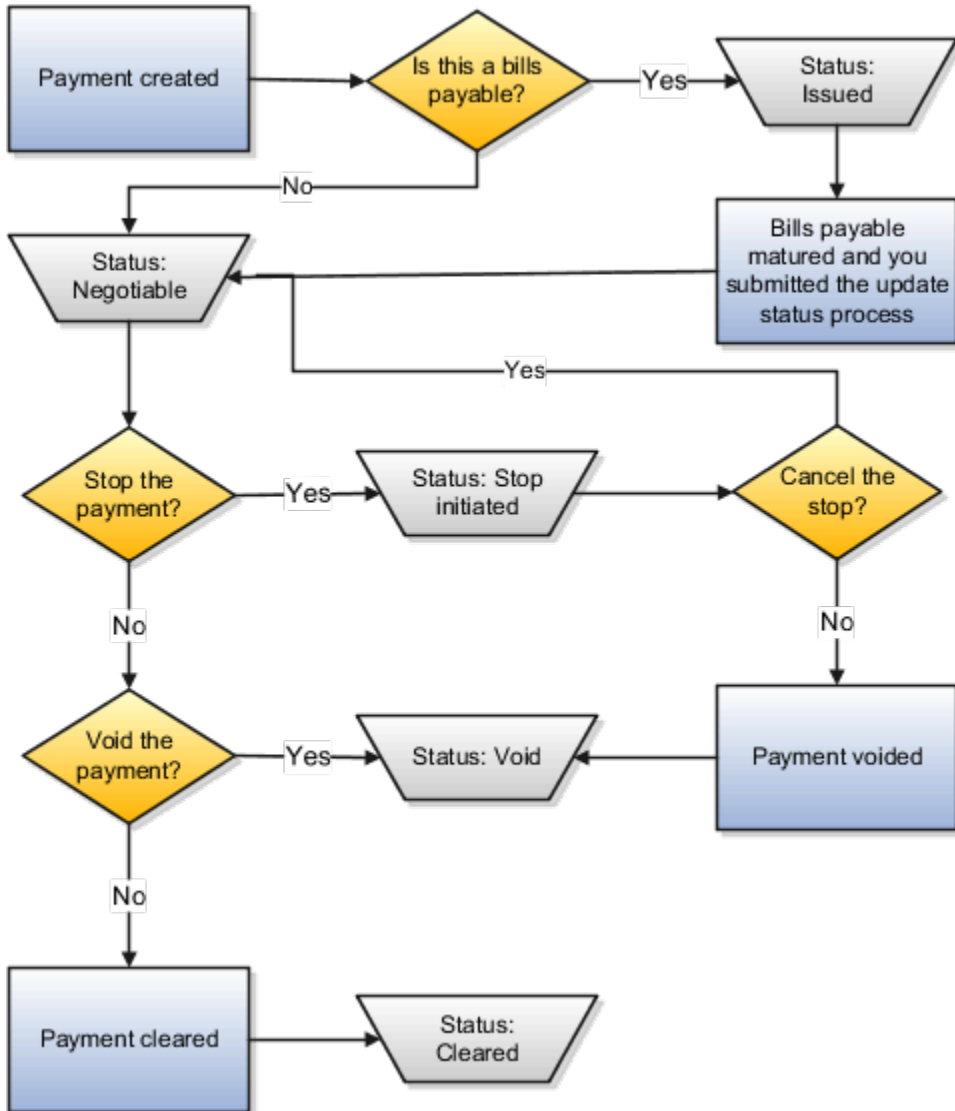 Payment created
Is this a bills
payable?
Yes
Status:
Issued
No
Status:
Negotiable
Bills payable
matured and you
submitted the update
status process
Yes
Stop the
payment?
Yes
Status: Stop
initiated
Cancel the
stop?
No
No
Void the
payment?
Yes
Status: Void
Payment voided
No
Payment cleared
Status:
Cleared